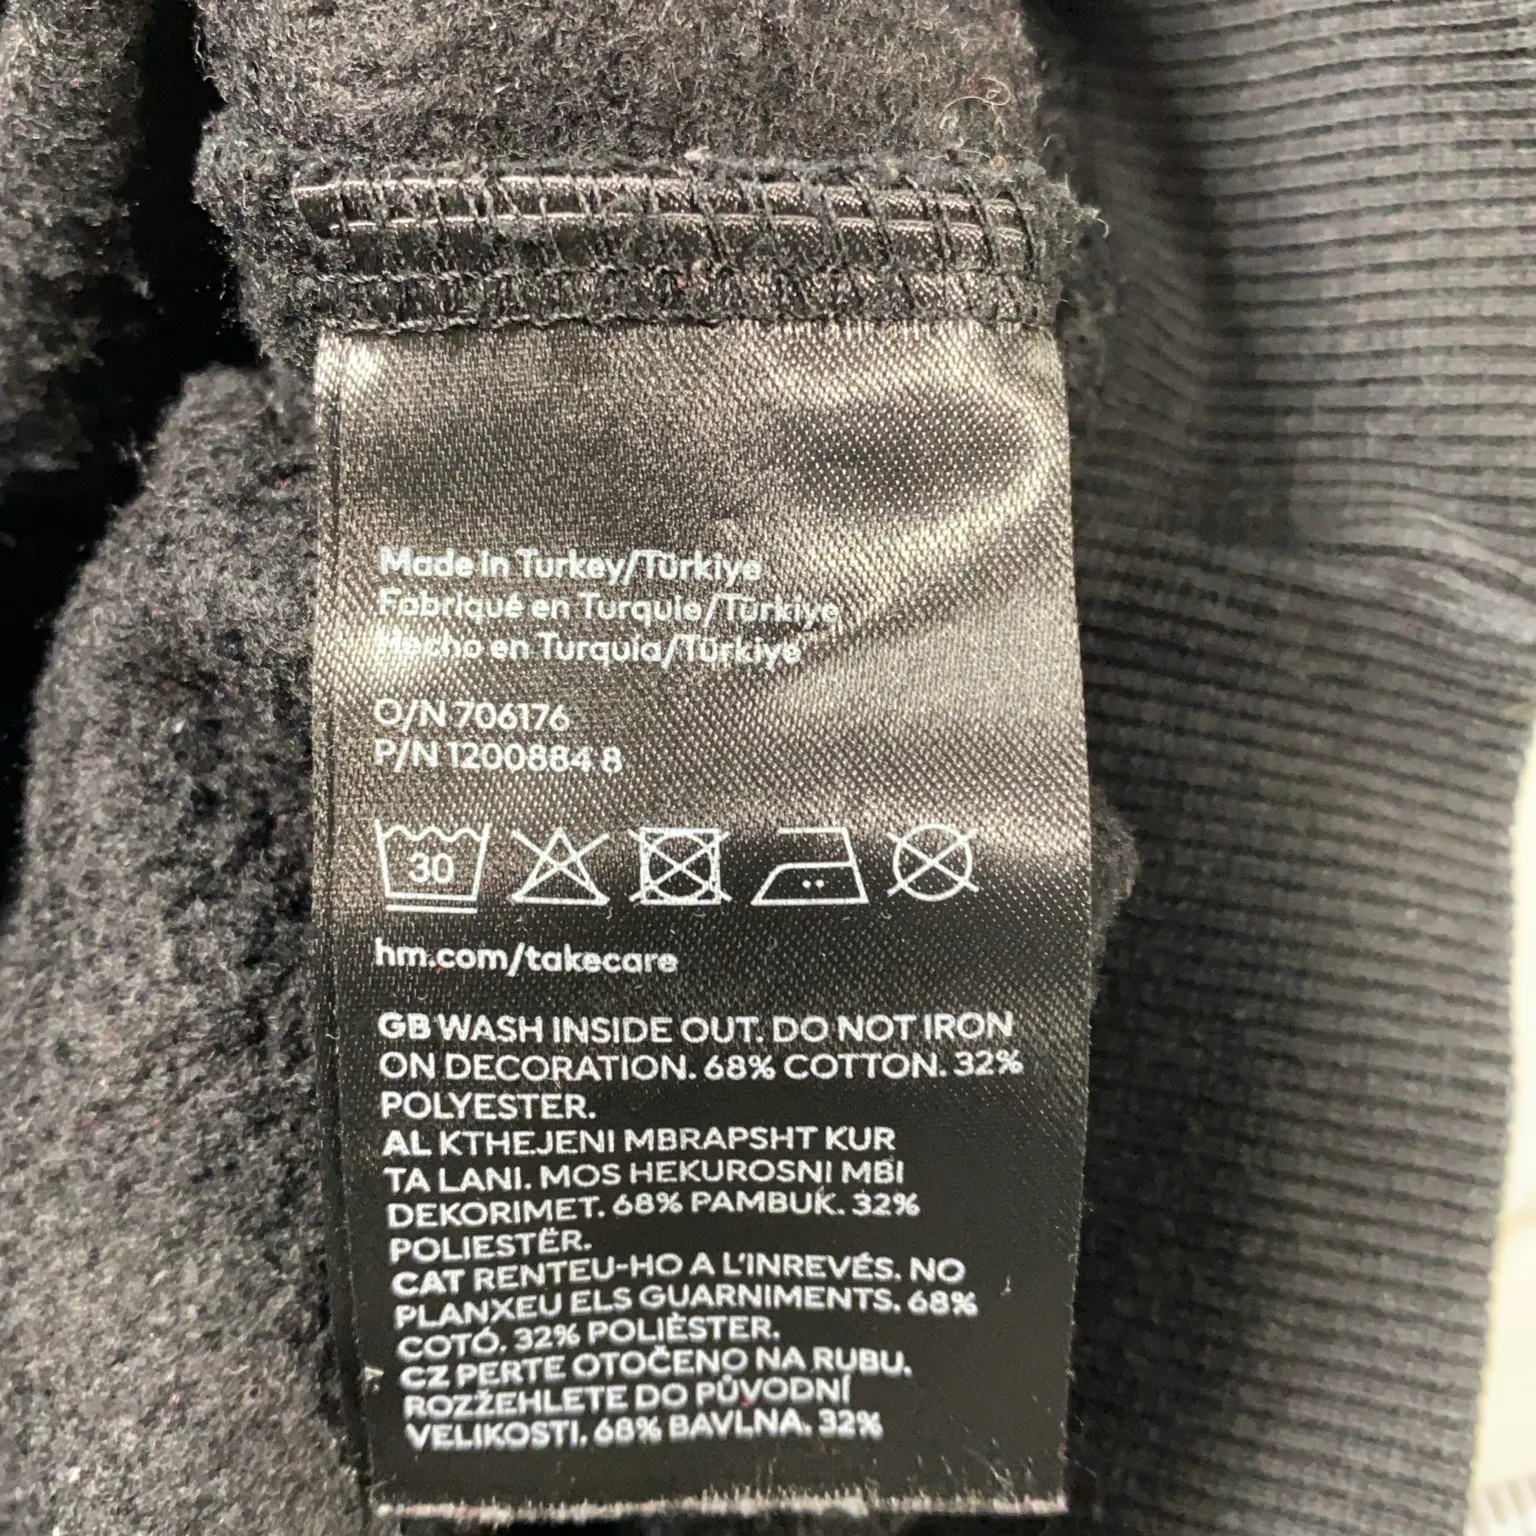 Made in Turkey/Türkiye
Fabriqué en Turquie/Türkiye
Hecho en Turquía/Türkiye
O/N 706176
P/N 1200884 8
30
hm.com/takecare
GB WASH INSIDE OUT. DO NOT IRON
ON DECORATION. 68% COTTON. 32%
POLYESTER.
AL KTHEJENI MBRAPSHT KUR
TA LANI. MOS HEKUROSNI MBI
DEKORIMET. 68% PAMBUK. 32%
POLIESTËR.
CAT RENTEU-HO A L'INREVÉS. NO
PLANXEU ELS GUARNIMENTS. 68%
COTÓ. 32% POLIÈSTER.
CZ PERTE OTOČENO NA RUBU.
ROZŽEHLETE DO PŮVODNÍ
VELIKOSTI. 68% BAVLNA. 32%